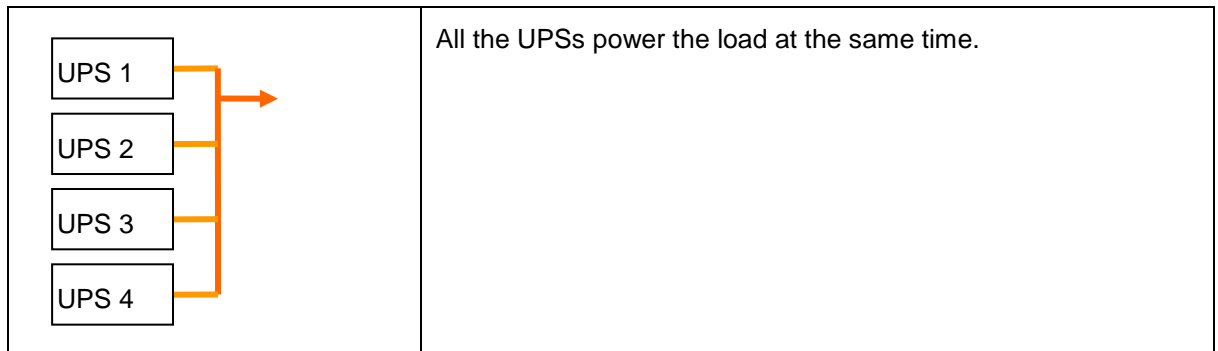 UPS 1
UPS 2
UPS 3
UPS 4
All the UPSs power the load at the same time.